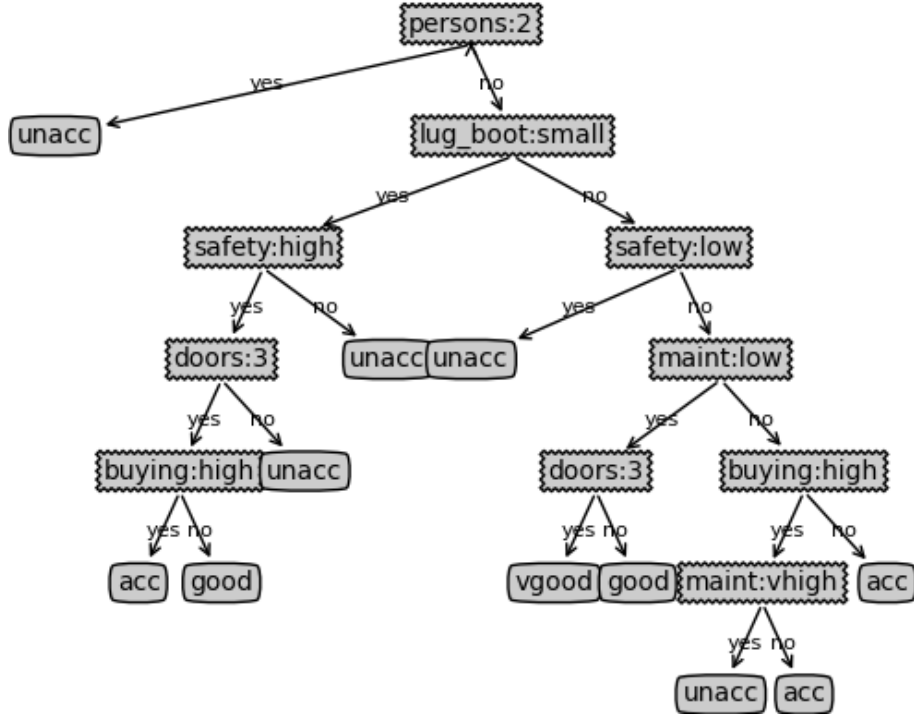 persons:2
yes no
unacc lug_boot:small
yes no
safety:high safety:low
yes no yes no
doors:3 unacc unacc maint:low
yes no yes no
buying:high unacc doors:3 buying:high
yes no yes no yes no
acc good vgood good maint:vhigh acc
yes no
unacc acc